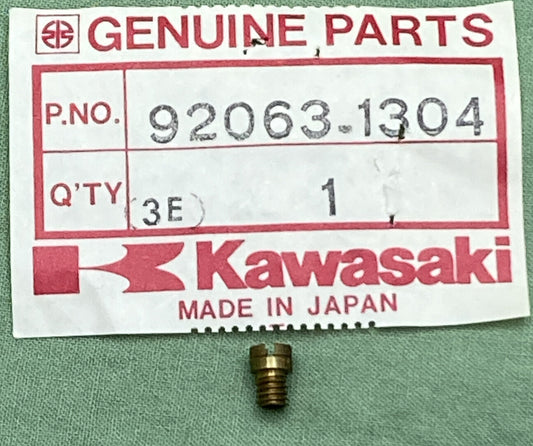 GENUINE PARTS
P.NO. 92063-1304
Q'TY (3E) 1
Kawasaki
MADE IN JAPAN